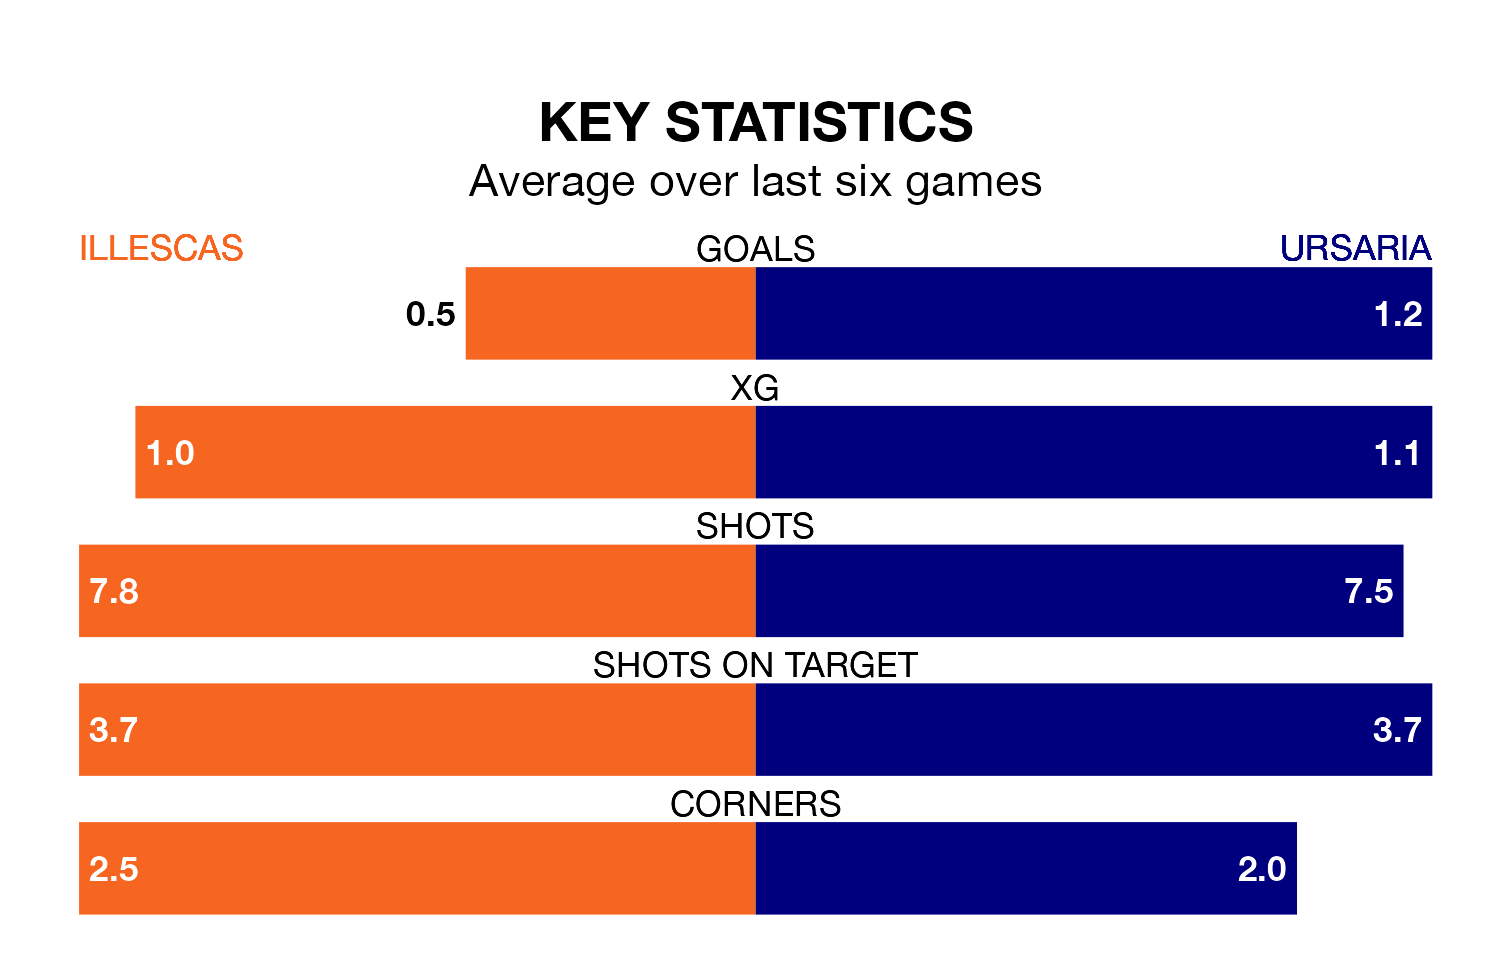 KEY STATISTICS
Average over last six games
ILLESCAS GOALS URSARIA
0.5 1.2
XG
1.0 1.1
SHOTS
7.8 7.5
SHOTS ON TARGET
3.7 3.7
CORNERS
2.5 2.0